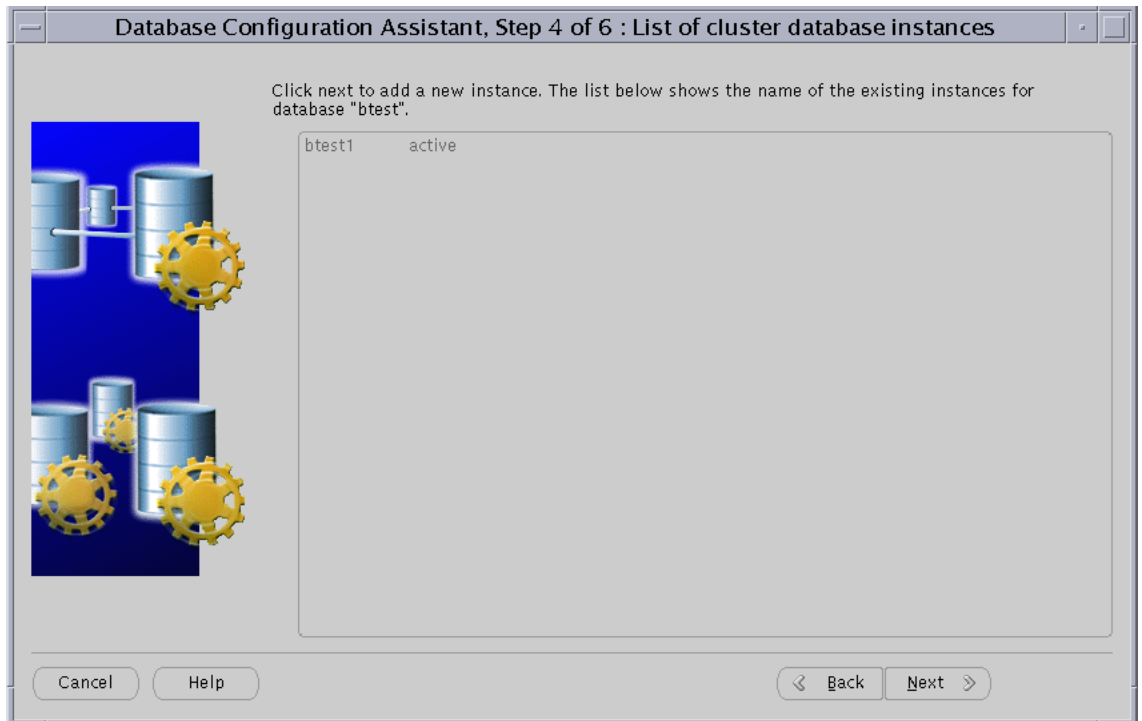 Database Configuration Assistant, Step 4 of 6 : List of cluster database instances
Click next to add a new instance. The list below shows the name of the existing instances for
database "btest".
btest1 active
Cancel Help Back Next